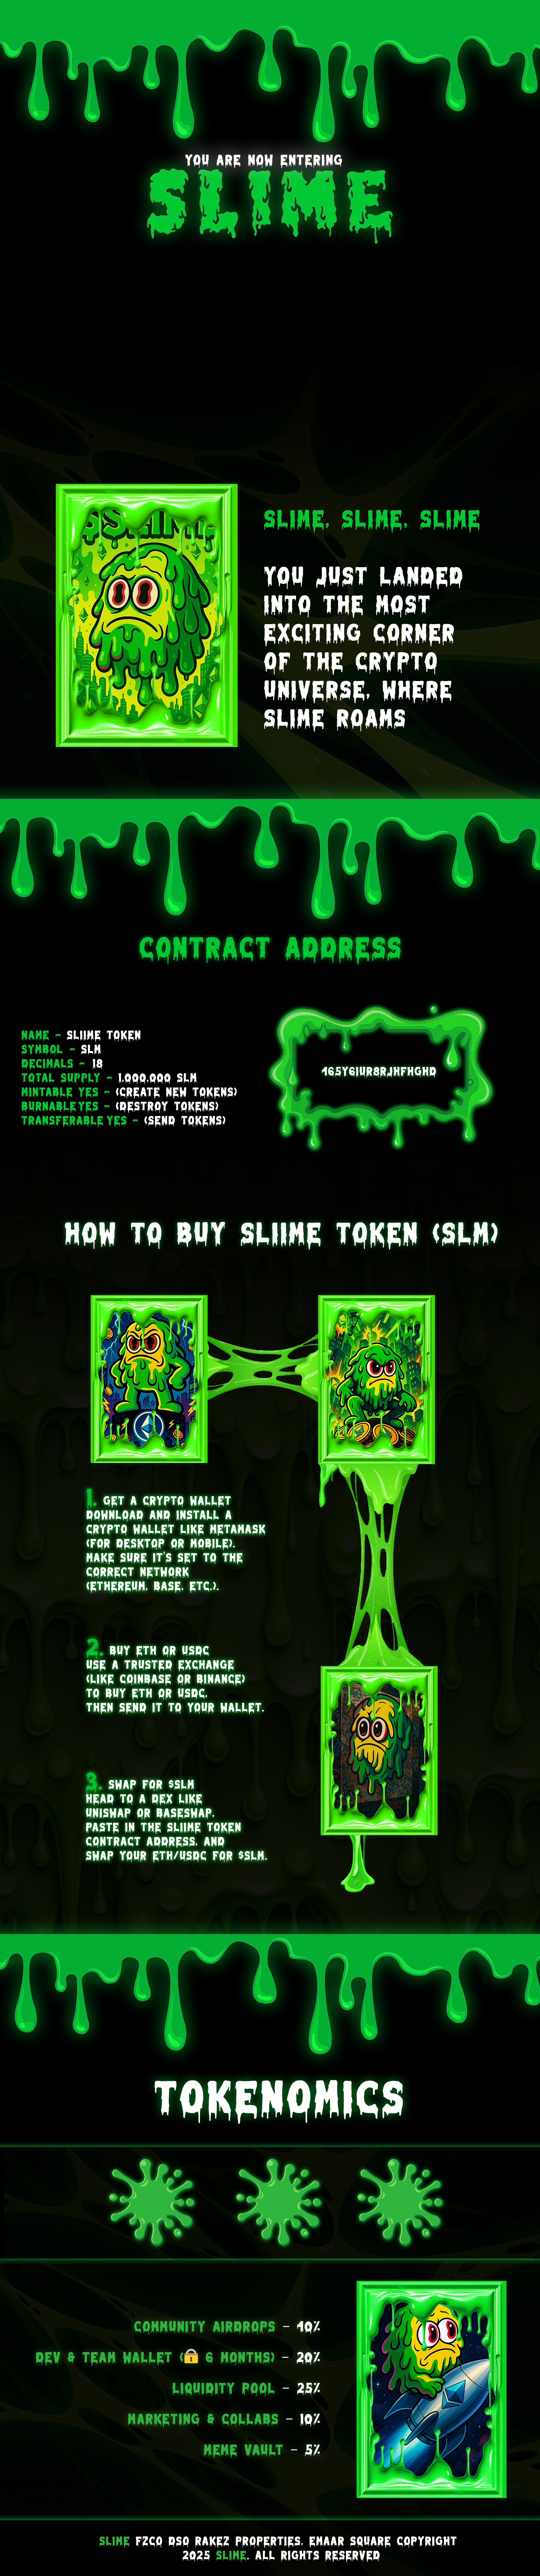 YOU ARE NOW ENTERING
SLIME
SLIME, SLIME, SLIME
YOU JUST LANDED
INTO THE MOST
EXCITING CORNER
OF THE CRYPTO
UNIVERSE, WHERE
SLIME ROAMS
CONTRACT ADDRESS
NAME - SLIIME TOKEN
SYMBOL - SLM
DECIMALS - 18
TOTAL SUPPLY - 1,000,000 SLM
MINTABLE YES - (CREATE NEW TOKENS)
BURNABLE YES - (DESTROY TOKENS)
TRANSFERABLE YES - (SEND TOKENS)
HOW TO BUY SLIIME TOKEN (SLM)
1. GET A CRYPTO WALLET
DOWNLOAD AND INSTALL A
CRYPTO WALLET LIKE METAMASK
(FOR DESKTOP OR MOBILE).
MAKE SURE IT'S SET TO THE
CORRECT NETWORK
(ETHEREUM, BASE, ETC.).
2. BUY ETH OR USDC
USE A TRUSTED EXCHANGE
(LIKE COINBASE OR BINANCE)
TO BUY ETH OR USDC,
THEN SEND IT TO YOUR WALLET.
3. SWAP FOR $SLM
HEAD TO A DEX LIKE
UNISWAP OR BASESWAP,
PASTE IN THE SLIIME TOKEN
CONTRACT ADDRESS, AND
SWAP YOUR ETH/USDC FOR $SLM.
TOKENOMICS
COMMUNITY AIRDROPS – 40%
DEV & TEAM WALLET (🔒 6 MONTHS) – 20%
LIQUIDITY POOL – 25%
MARKETING & COLLABS – 10%
MEME VAULT – 5%
SLIME FZCO DSO RAKEZ PROPERTIES, EMAAR SQUARE COPYRIGHT
2025 SLIME. ALL RIGHTS RESERVED